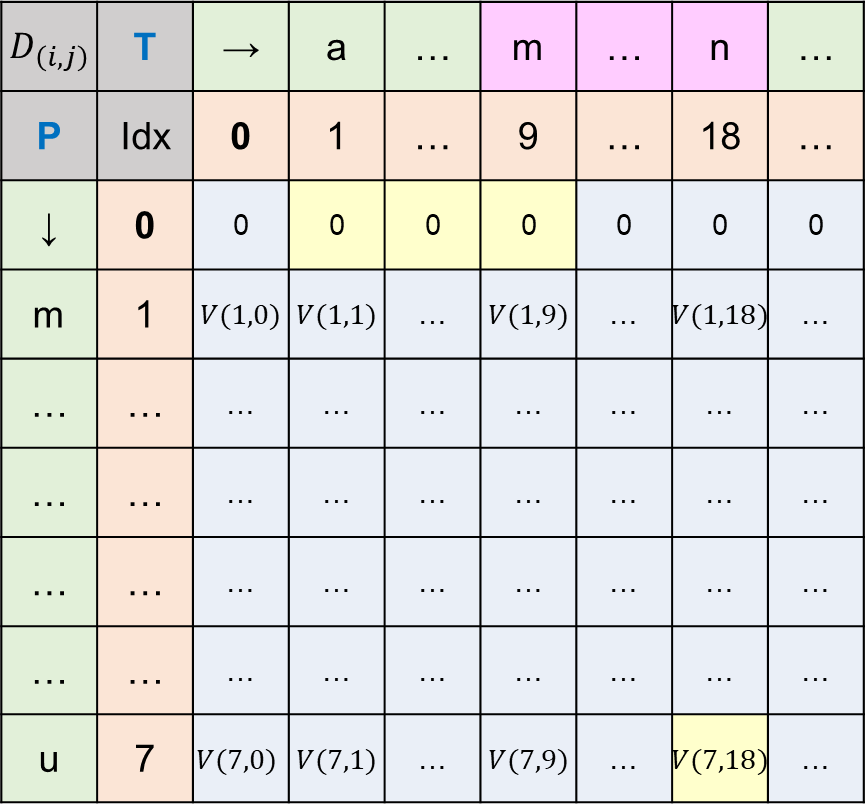 D(i,j) T → a … m … n …
P Idx 0 1 … 9 … 18 …
↓ 0 0 0 0 0 0 0 0
m 1 V(1,0) V(1,1) … V(1,9) … V(1,18) …
… … … … … … … … …
… … … … … … … … …
… … … … … … … … …
… … … … … … … … …
u 7 V(7,0) V(7,1) … V(7,9) … V(7,18) …